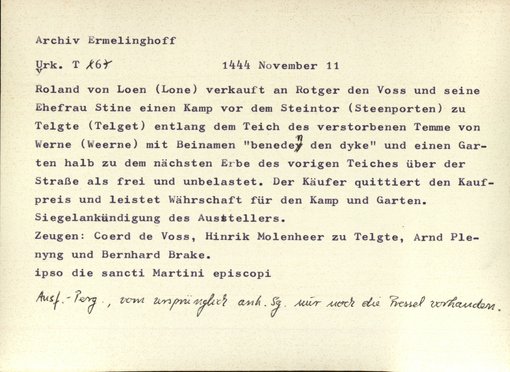 Archiv Ermelinghoff
Urk. T 167 1444 November 11
Roland von Loen (Lone) verkauft an Rotger den Voss und seine
Ehefrau Stine einen Kamp vor dem Steintor (Steenporten) zu
Telgte (Telget) entlang dem Teich des verstorbenen Temme von
Werne (Weerne) mit Beinamen "beneden den dyke" und einen Gar-
ten halb zu dem nächsten Erbe des vorigen Teiches über der
Straße als frei und unbelastet. Der Käufer quittiert den Kauf-
preis und leistet Währschaft für den Kamp und Garten.
Siegelankündigung des Ausstellers.
Zeugen: Coerd de Voss, Hinrik Molenheer zu Telgte, Arnd Ple-
nyng und Bernhard Brake.
ipso die sancti Martini episcopi
Ausf.-Perg., vom ursprünglich anh. Sg. nur noch die Pressel vorhanden.